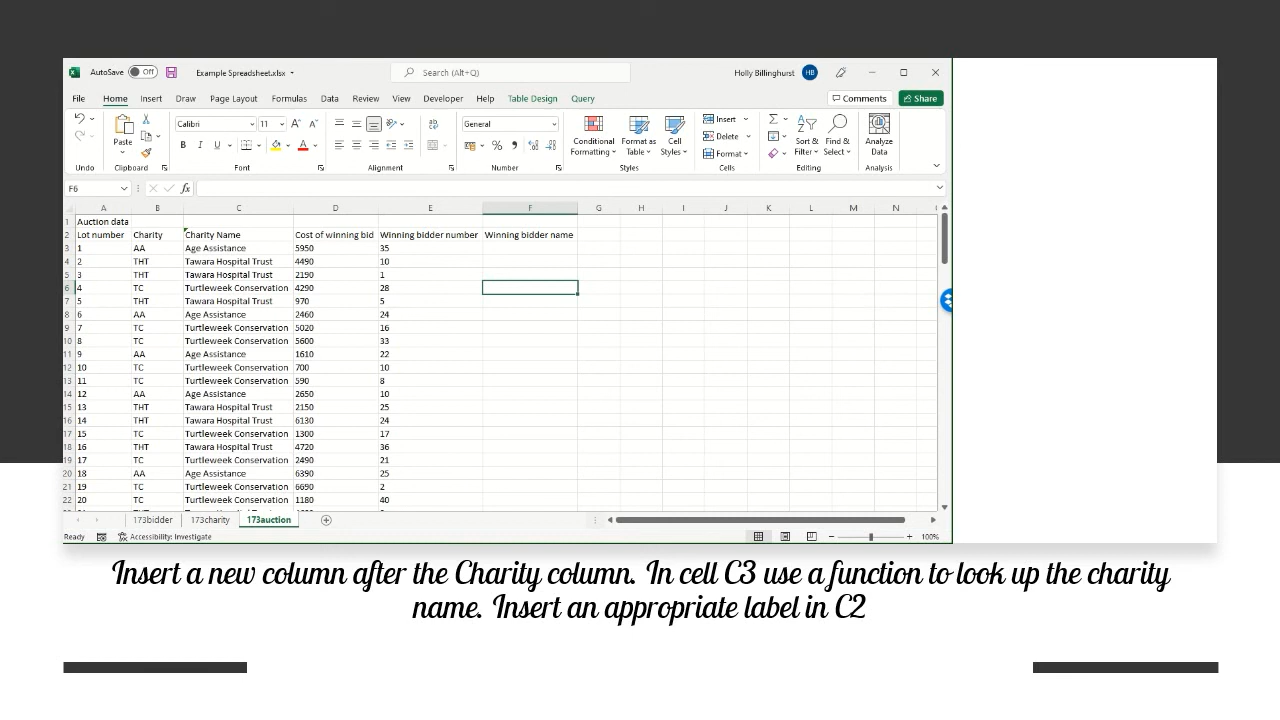 AutoSave Off Example Spreadsheet.xlsx Search (Alt+Q) Holly Billinghurst HB
File Home Insert Draw Page Layout Formulas Data Review View Developer Help Table Design Query Comments Share
Paste Calibri 11 General Conditional Formatting Format as Table Cell Styles Insert Delete Format Sort & Filter Find & Select Analyze Data
Undo Clipboard Font Alignment Number Styles Cells Editing Analysis
F6 fx
A B C D E F G H I J K L M N
1 Auction data
2 Lot number Charity Charity Name Cost of winning bid Winning bidder number Winning bidder name
3 1 AA Age Assistance 5950 35
4 2 THT Tawara Hospital Trust 4490 10
5 3 THT Tawara Hospital Trust 2190 1
6 4 TC Turtleweek Conservation 4290 28
7 5 THT Tawara Hospital Trust 970 5
8 6 AA Age Assistance 2460 24
9 7 TC Turtleweek Conservation 5020 16
10 8 TC Turtleweek Conservation 5600 33
11 9 AA Age Assistance 1610 22
12 10 TC Turtleweek Conservation 700 10
13 11 TC Turtleweek Conservation 590 8
14 12 AA Age Assistance 2650 10
15 13 THT Tawara Hospital Trust 2150 25
16 14 THT Tawara Hospital Trust 6130 24
17 15 TC Turtleweek Conservation 1300 17
18 16 THT Tawara Hospital Trust 4720 36
19 17 TC Turtleweek Conservation 2490 21
20 18 AA Age Assistance 6390 25
21 19 TC Turtleweek Conservation 6690 2
22 20 TC Turtleweek Conservation 1180 40
173bidder 173charity 173auction
Ready Accessibility: Investigate 100%
Insert a new column after the Charity column. In cell C3 use a function to look up the charity
name. Insert an appropriate label in C2